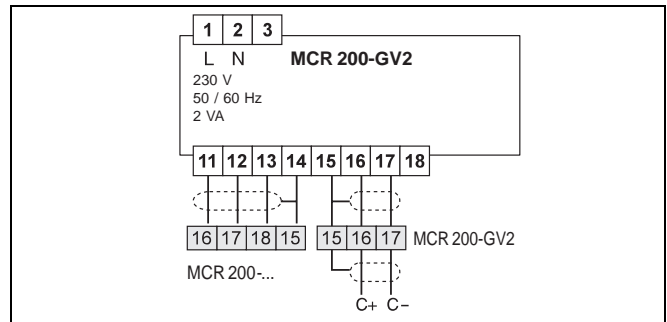 1 2 3
L N MCR 200-GV2
230 V
50 / 60 Hz
2 VA
11 12 13 14 15 16 17 18
16 17 18 15 15 16 17 MCR 200-GV2
MCR 200-...
C+ C-